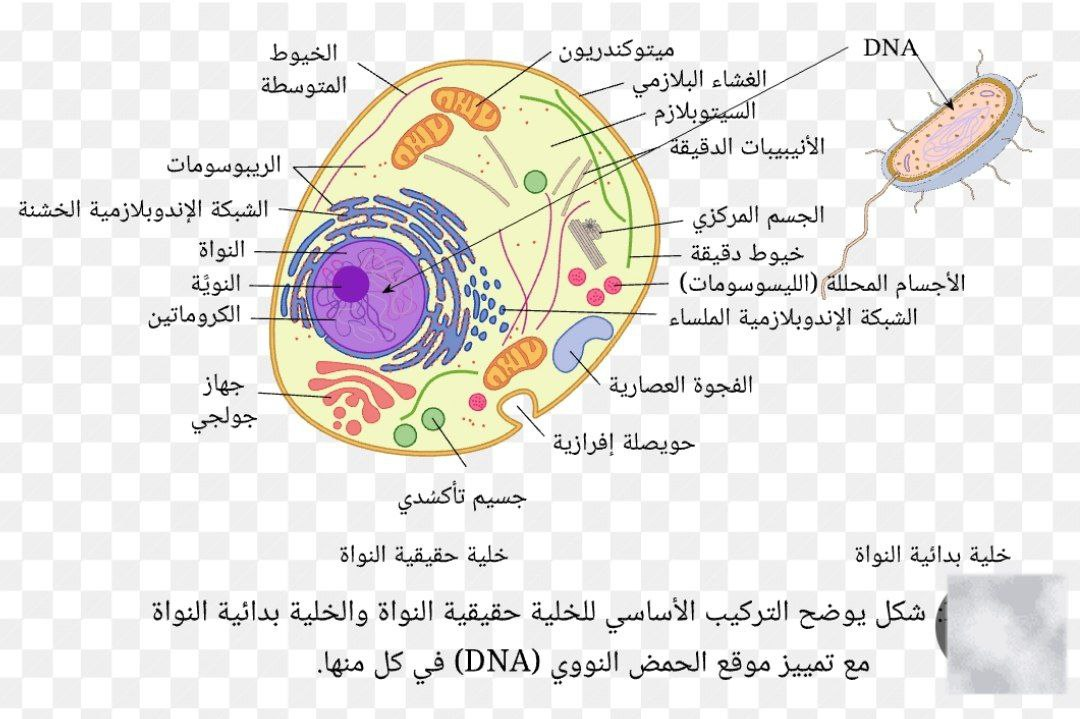 الخيوط
المتوسطة
ميتوكندريون
DNA
الغشاء البلازمي
السيتوبلازم
الأنيبيبات الدقيقة
الريبوسومات
الشبكة الإندوبلازمية الخشنة
الجسم المركزي
النواة
خيوط دقيقة
النويَّة
الأجسام المحللة (الليسوسومات)
الكروماتين
الشبكة الإندوبلازمية الملساء
جهاز
جولجي
الفجوة العصارية
حويصلة إفرازية
جسيم تأكسُدي
خلية حقيقية النواة
خلية بدائية النواة
: شكل يوضح التركيب الأساسي للخلية حقيقية النواة والخلية بدائية النواة
مع تمييز موقع الحمض النووي (DNA) في كل منها.